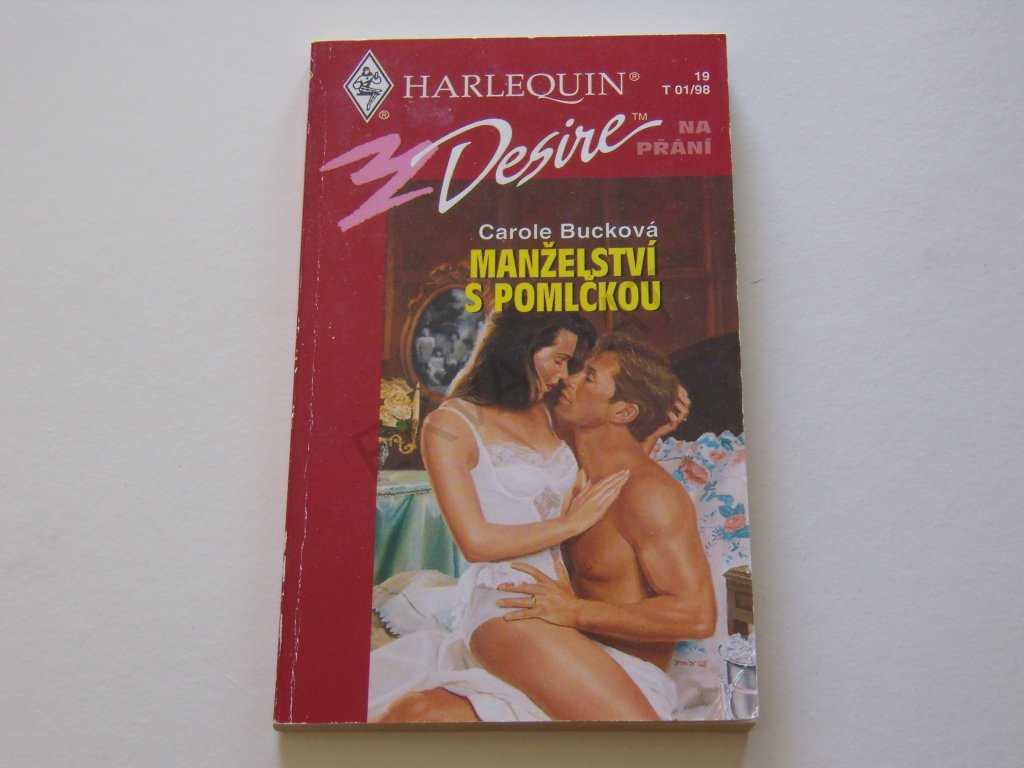 HARLEQUIN®
®
19
T 01/98
Desire™
NA
PŘÁNÍ
Carole Bucková
MANŽELSTVÍ
S POMLČKOU